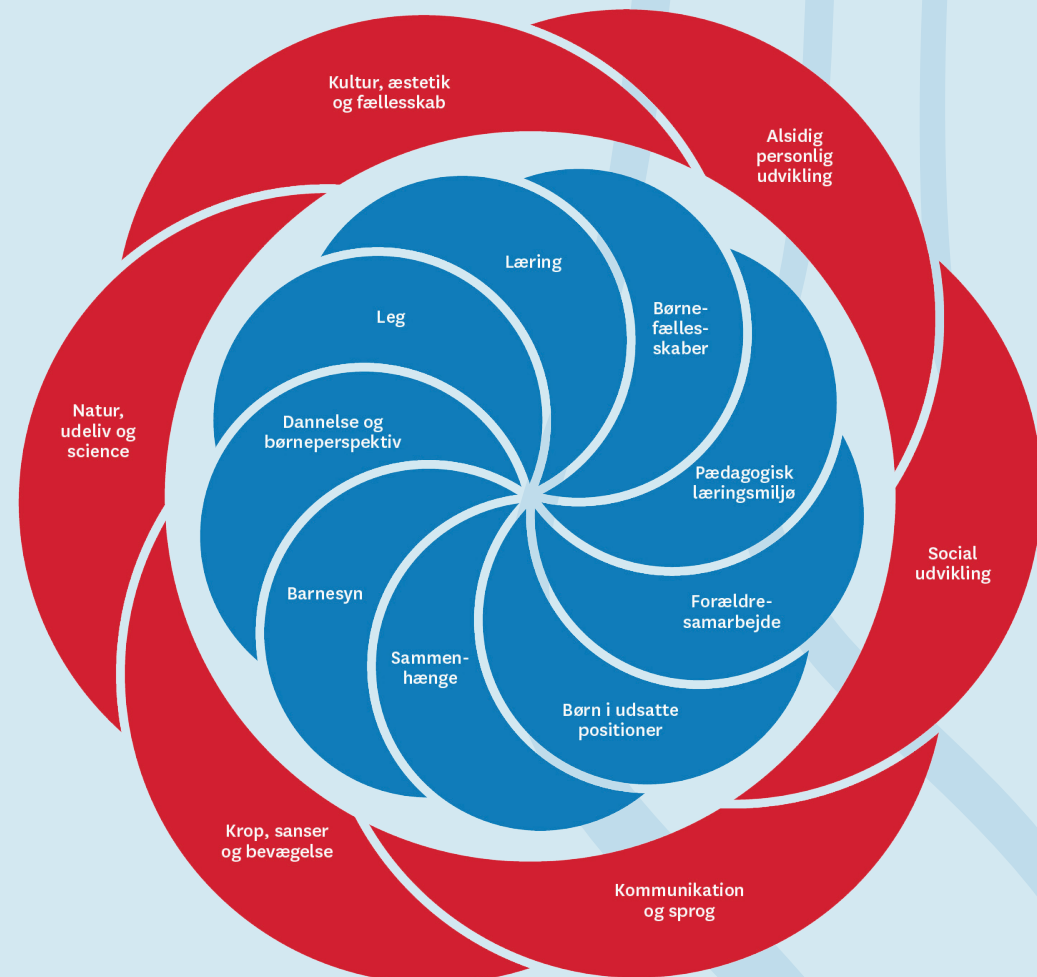 Kultur, æstetik
og fællesskab
Alsidig
personlig
udvikling
Social
udvikling
Kommunikation
og sprog
Krop, sanser
og bevægelse
Natur,
udeliv og
science
Læring
Børne-
fælles-
skaber
Pædagogisk
læringsmiljø
Forældre-
samarbejde
Børn i udsatte
positioner
Sammen-
hænge
Barnesyn
Dannelse og
børneperspektiv
Leg